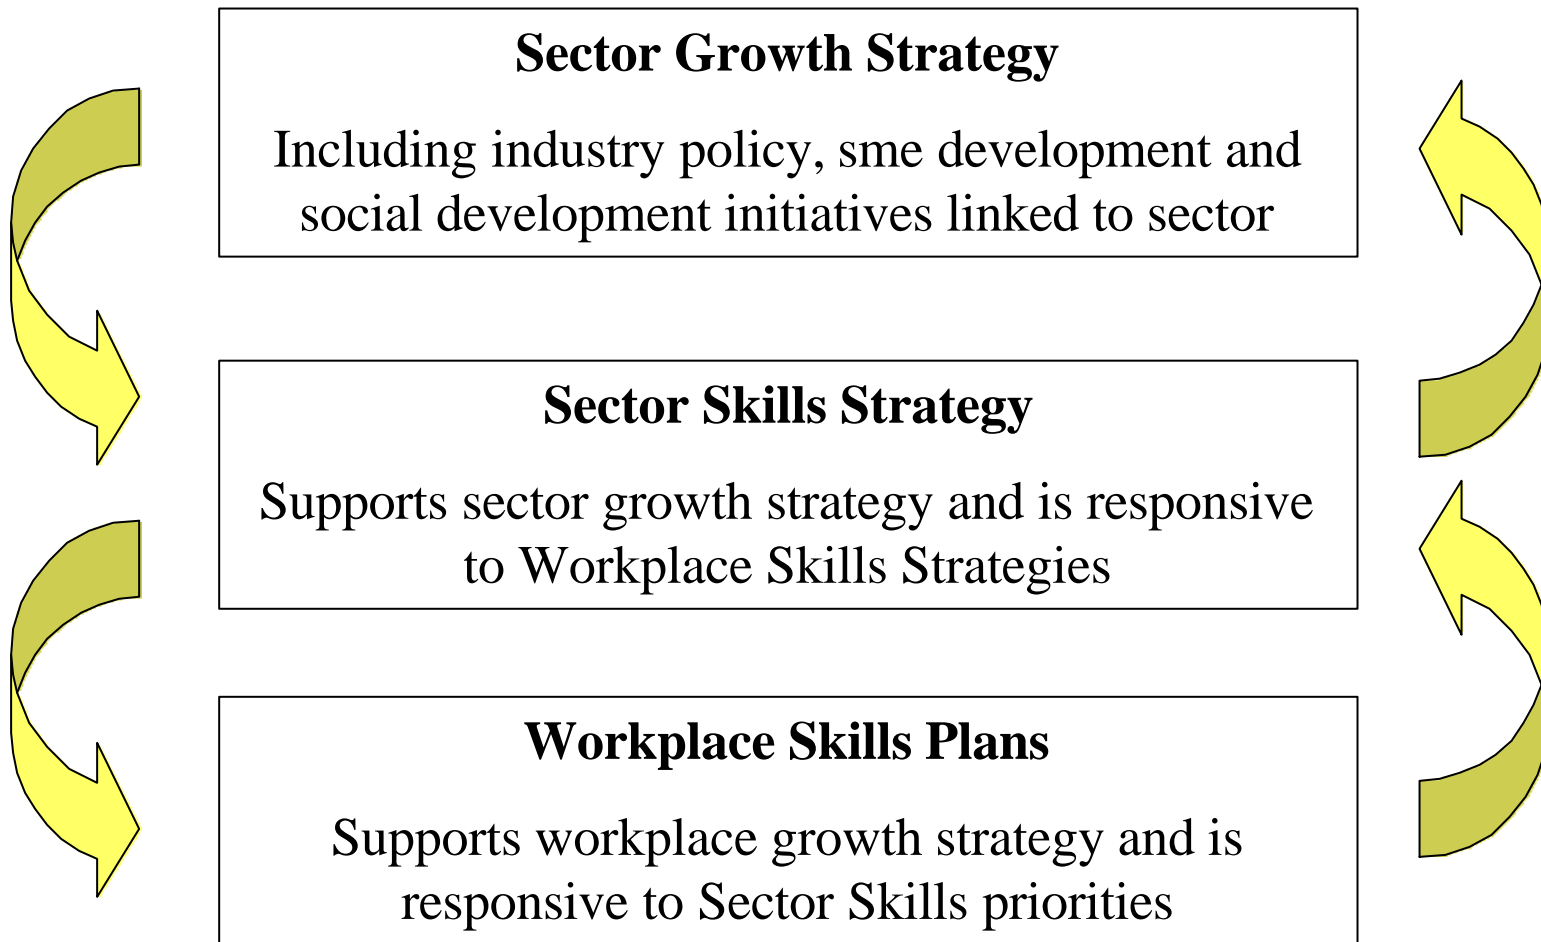 Sector Growth Strategy
Including industry policy, sme development and
social development initiatives linked to sector
Sector Skills Strategy
Supports sector growth strategy and is responsive
to Workplace Skills Strategies
Workplace Skills Plans
Supports workplace growth strategy and is
responsive to Sector Skills priorities